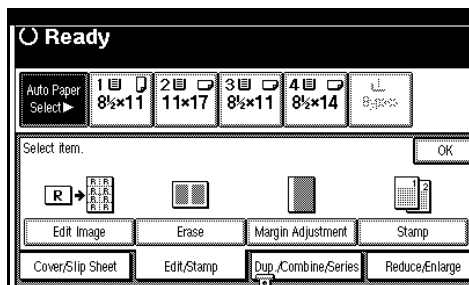 Ready
Auto Paper
Select▶
1
8½×11
2
11×17
3
8½×11
4
8½×14
Bypass
Select item.
OK
R
R R
R R
R R
R R
1
2
Edit Image
Erase
Margin Adjustment
Stamp
Cover/Slip Sheet
Edit/Stamp
Dup./Combine/Series
Reduce/Enlarge